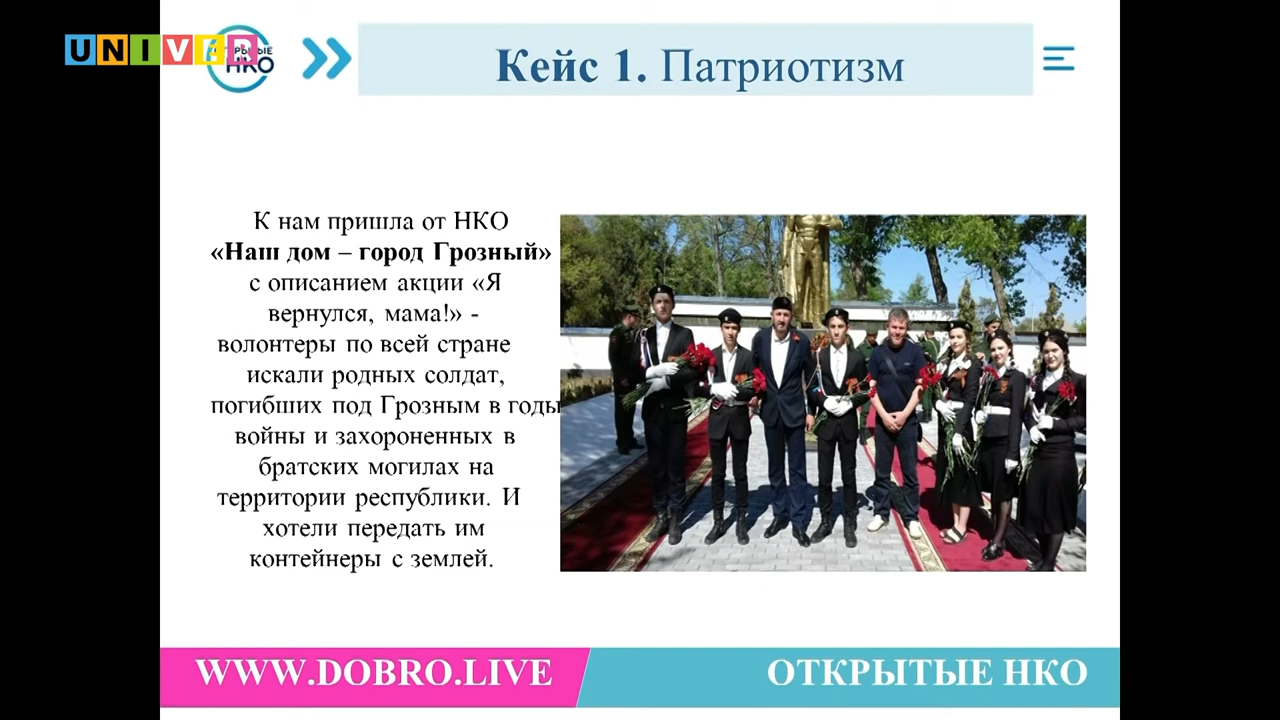 UNIVER
НКО
Кейс 1. Патриотизм
К нам пришла от НКО
«Наш дом – город Грозный»
с описанием акции «Я
вернулся, мама!» -
волонтеры по всей стране
искали родных солдат,
погибших под Грозным в годы
войны и захороненных в
братских могилах на
территории республики. И
хотели передать им
контейнеры с землей.
WWW.DOBRO.LIVE
ОТКРЫТЫЕ НКО